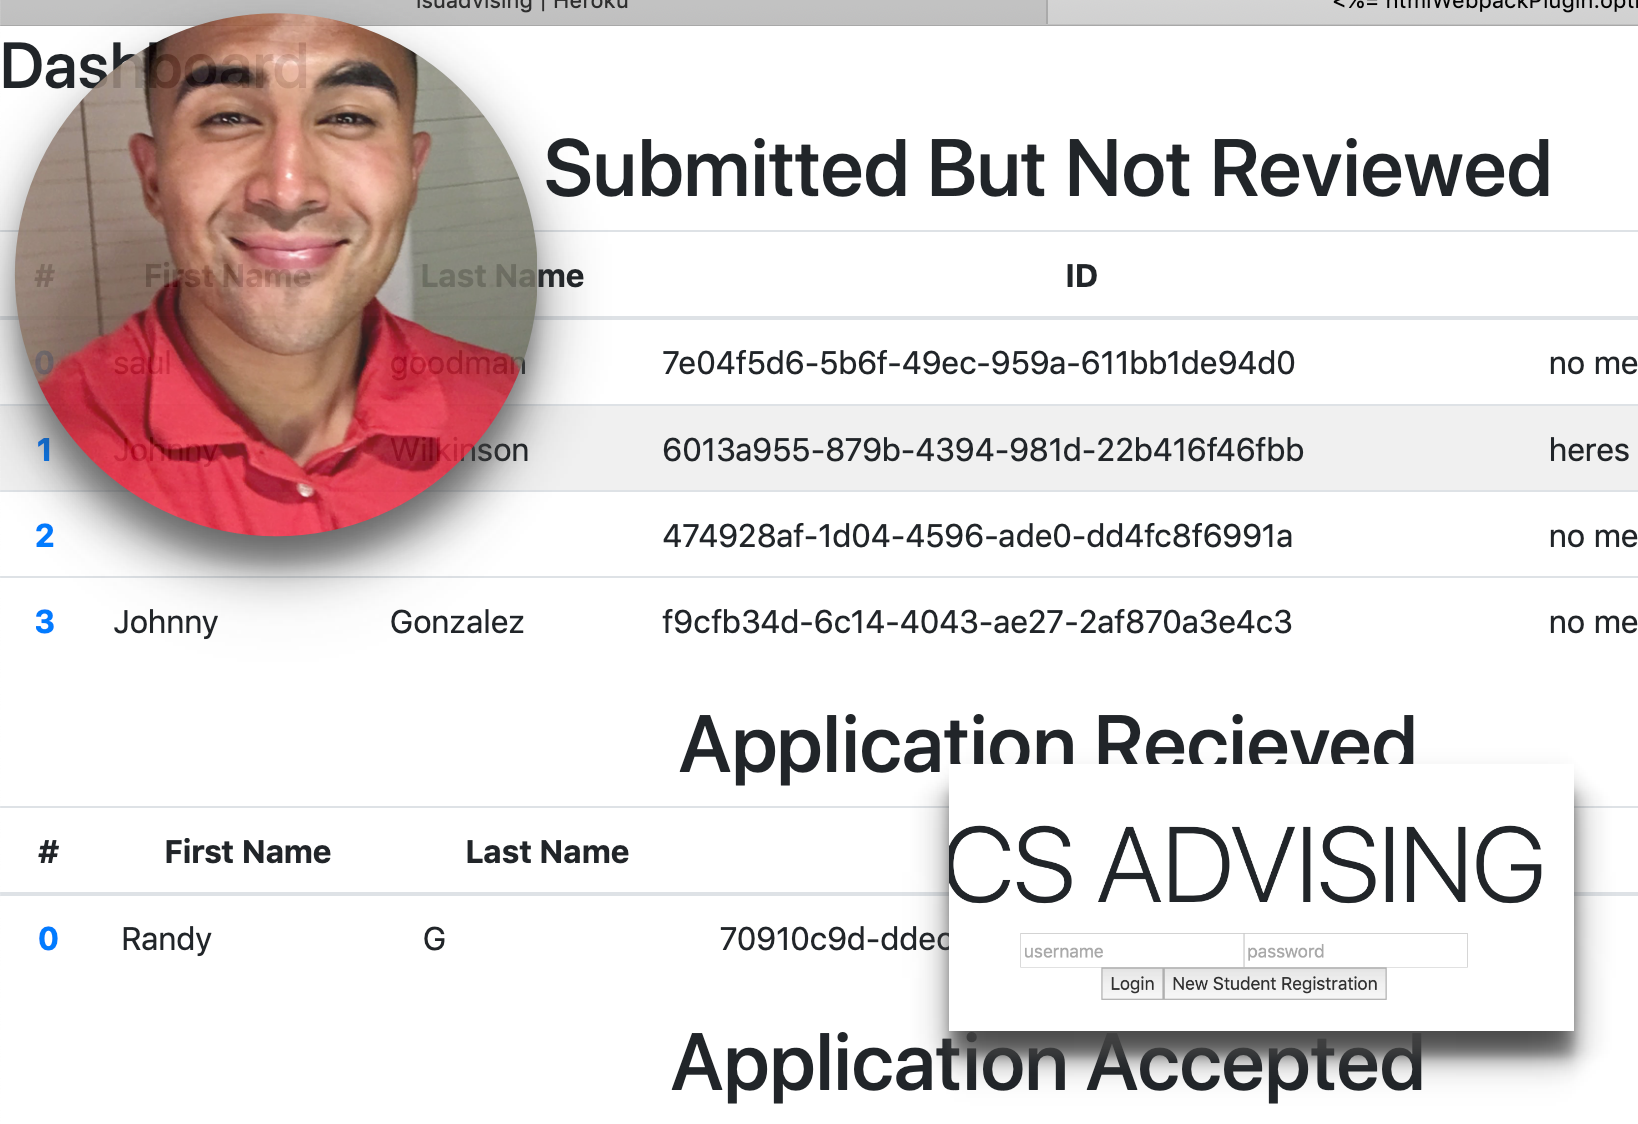 lsuadvising | Heroku
<%= htmlWebpackPlugin.opti
Dashboard
Submitted But Not Reviewed
# First Name Last Name ID
0 saul goodman 7e04f5d6-5b6f-49ec-959a-611bb1de94d0 no me
1 Johnny Wilkinson 6013a955-879b-4394-981d-22b416f46fbb heres
2 474928af-1d04-4596-ade0-dd4fc8f6991a no me
3 Johnny Gonzalez f9cfb34d-6c14-4043-ae27-2af870a3e4c3 no me
Application Recieved
# First Name Last Name
0 Randy G 70910c9d-ddec
CS ADVISING
username password
Login New Student Registration
Application Accepted